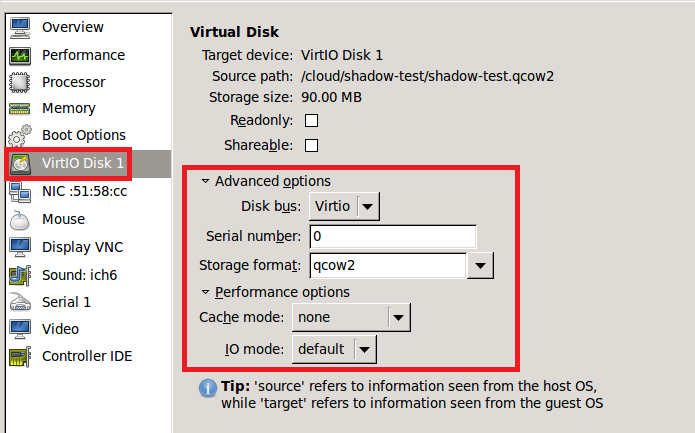 Overview
Performance
Processor
Memory
Boot Options
VirtIO Disk 1
NIC :51:58:cc
Mouse
Display VNC
Sound: ich6
Serial 1
Video
Controller IDE
Virtual Disk
Target device: VirtIO Disk 1
Source path: /cloud/shadow-test/shadow-test.qcow2
Storage size: 90.00 MB
Readonly:
Shareable:
Advanced options
Disk bus: Virtio
Serial number: 0
Storage format: qcow2
Performance options
Cache mode: none
IO mode: default
Tip: 'source' refers to information seen from the host OS,
while 'target' refers to information seen from the guest OS